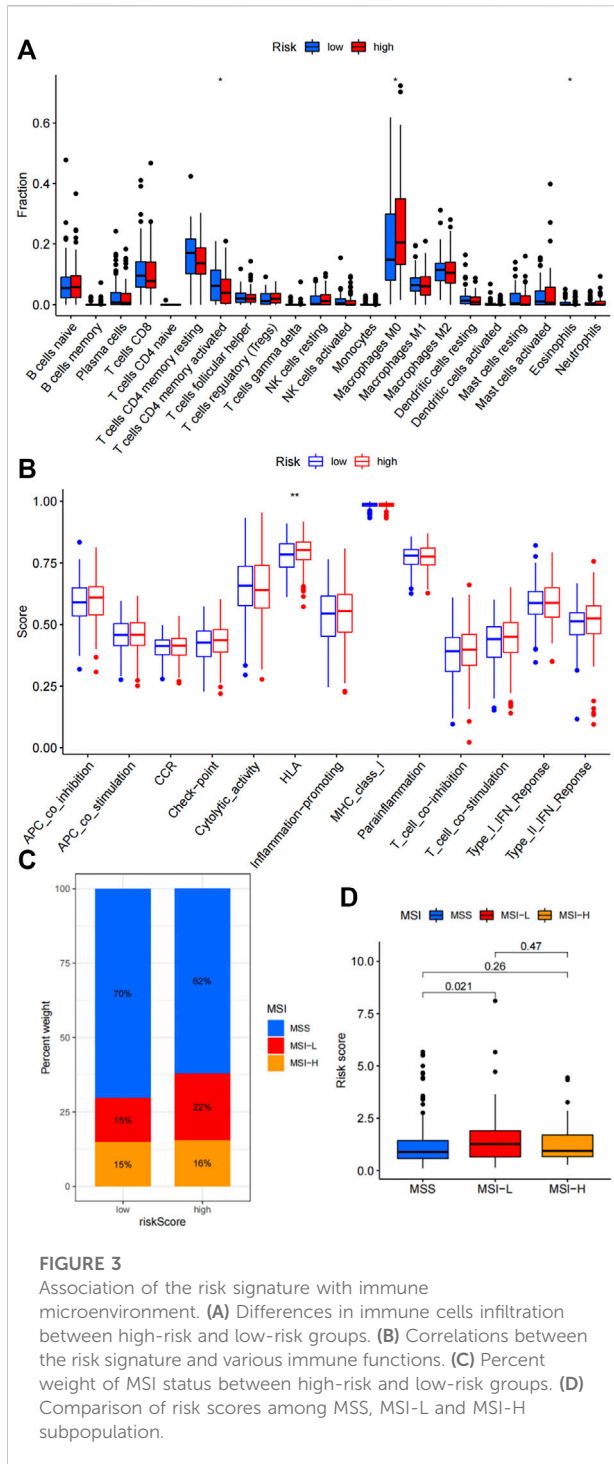 A
Risk low high
* * *
Fraction
0.6
0.4
0.2
0.0
B cells naive
B cells memory
Plasma cells
T cells CD8
T cells CD4 naive
T cells CD4 memory resting
T cells CD4 memory activated
T cells follicular helper
T cells regulatory (Tregs)
T cells gamma delta
NK cells resting
NK cells activated
Monocytes
Macrophages M0
Macrophages M1
Macrophages M2
Dendritic cells resting
Dendritic cells activated
Mast cells resting
Mast cells activated
Eosinophils
Neutrophils
B
Risk low high
**
Score
1.00
0.75
0.50
0.25
0.00
APC_co_inhibition
APC_co_stimulation
CCR
Check-point
Cytolytic_activity
HLA
Inflammation-promoting
MHC_class_I
Parainflammation
T_cell_co-inhibition
T_cell_co-stimulation
Type_I_IFN_Reponse
Type_II_IFN_Reponse
C
Percent weight
100
75
50
25
0
70%
15%
15%
62%
22%
16%
low high
riskScore
MSI
MSS
MSI-L
MSI-H
D
MSI MSS MSI-L MSI-H
Risk score
10.0
7.5
5.0
2.5
0.0
0.47
0.26
0.021
MSS MSI-L MSI-H
FIGURE 3
Association of the risk signature with immune
microenvironment. (A) Differences in immune cells infiltration
between high-risk and low-risk groups. (B) Correlations between
the risk signature and various immune functions. (C) Percent
weight of MSI status between high-risk and low-risk groups. (D)
Comparison of risk scores among MSS, MSI-L and MSI-H
subpopulation.